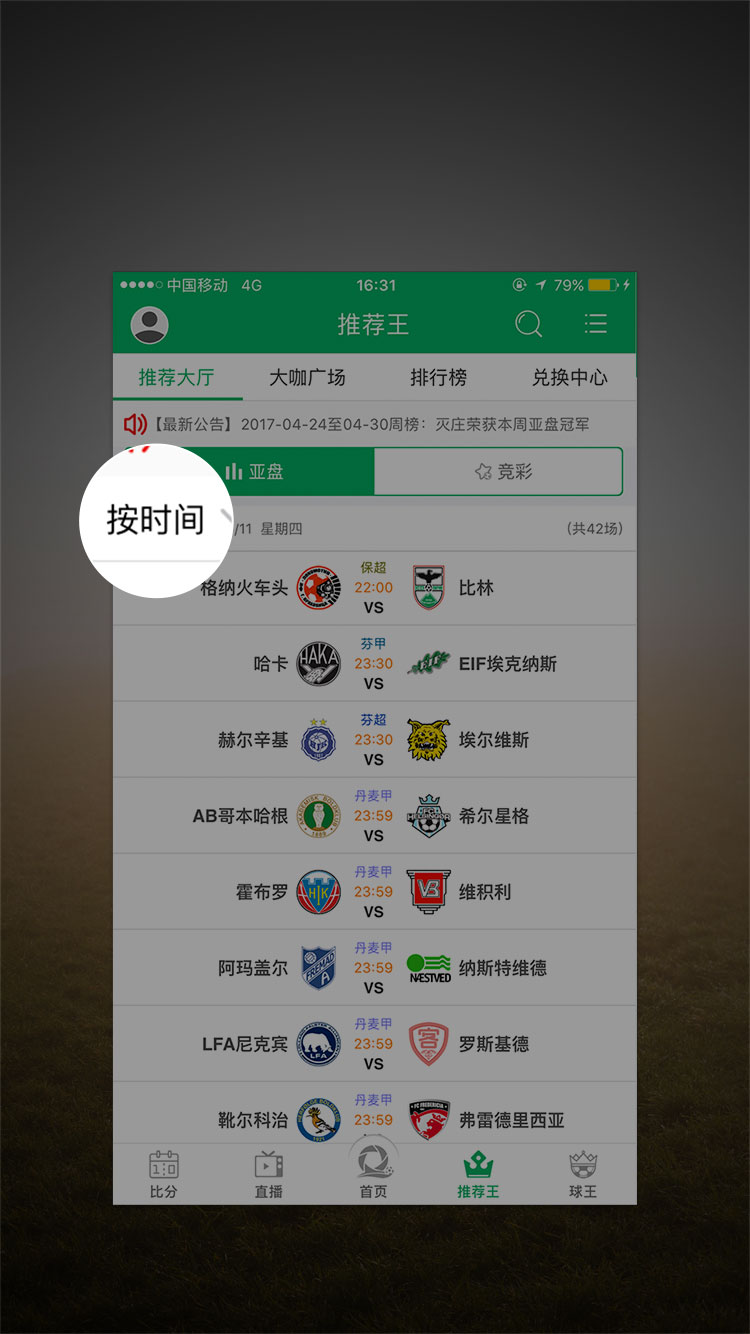 中国移动 4G 16:31 79%
推荐王
推荐大厅 大咖广场 排行榜 兑换中心
【最新公告】2017-04-24至04-30周榜：灭庄荣获本周亚盘冠军
亚盘 竞彩
按时间
/11 星期四 (共42场)
保超
格纳火车头 22:00 比林
VS
芬甲
哈卡 HAKA 23:30 EIF埃克纳斯
VS
芬超
赫尔辛基 HJK 23:30 埃尔维斯
VS
丹麦甲
AB哥本哈根 23:59 希尔星格
VS
丹麦甲
霍布罗 HIK 23:59 VB 维积利
VS
丹麦甲
阿玛盖尔 FREMAD A 23:59 NÆSTVED 纳斯特维德
VS
丹麦甲
LFA尼克宾 LFA 23:59 客 罗斯基德
VS
丹麦甲
靴尔科治 23:59 FC FREDERICIA 弗雷德里西亚
比分 直播 首页 推荐王 球王